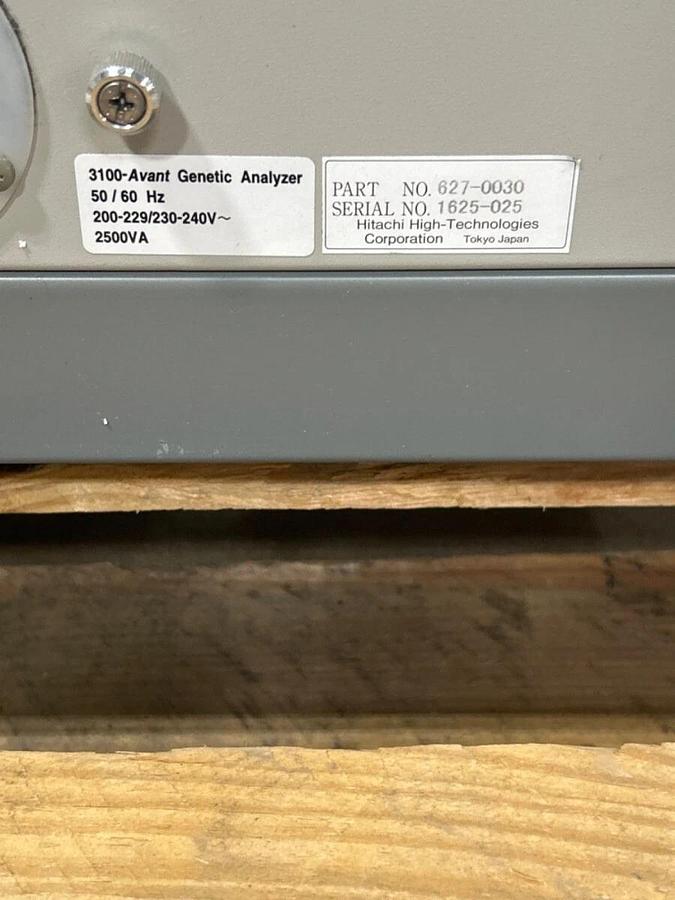 3100-Avant Genetic Analyzer
50 / 60 Hz
200-229/230-240V～
2500VA
PART NO. 627-0030
SERIAL NO. 1625-025
Hitachi High-Technologies
Corporation Tokyo Japan